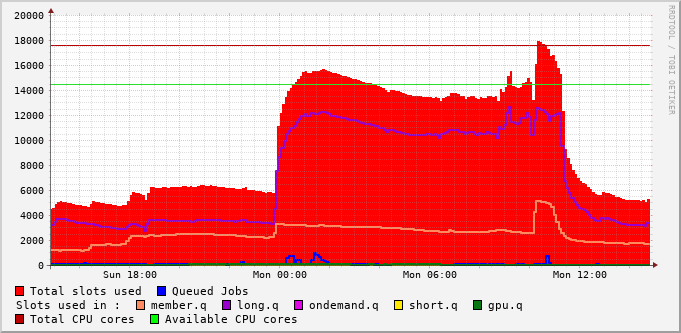 20000
18000
16000
14000
12000
10000
8000
6000
4000
2000
0
Sun 18:00 Mon 00:00 Mon 06:00 Mon 12:00
RRDTOOL / TOBI OETIKER
Total slots used Queued Jobs
Slots used in : member.q long.q ondemand.q short.q gpu.q
Total CPU cores Available CPU cores